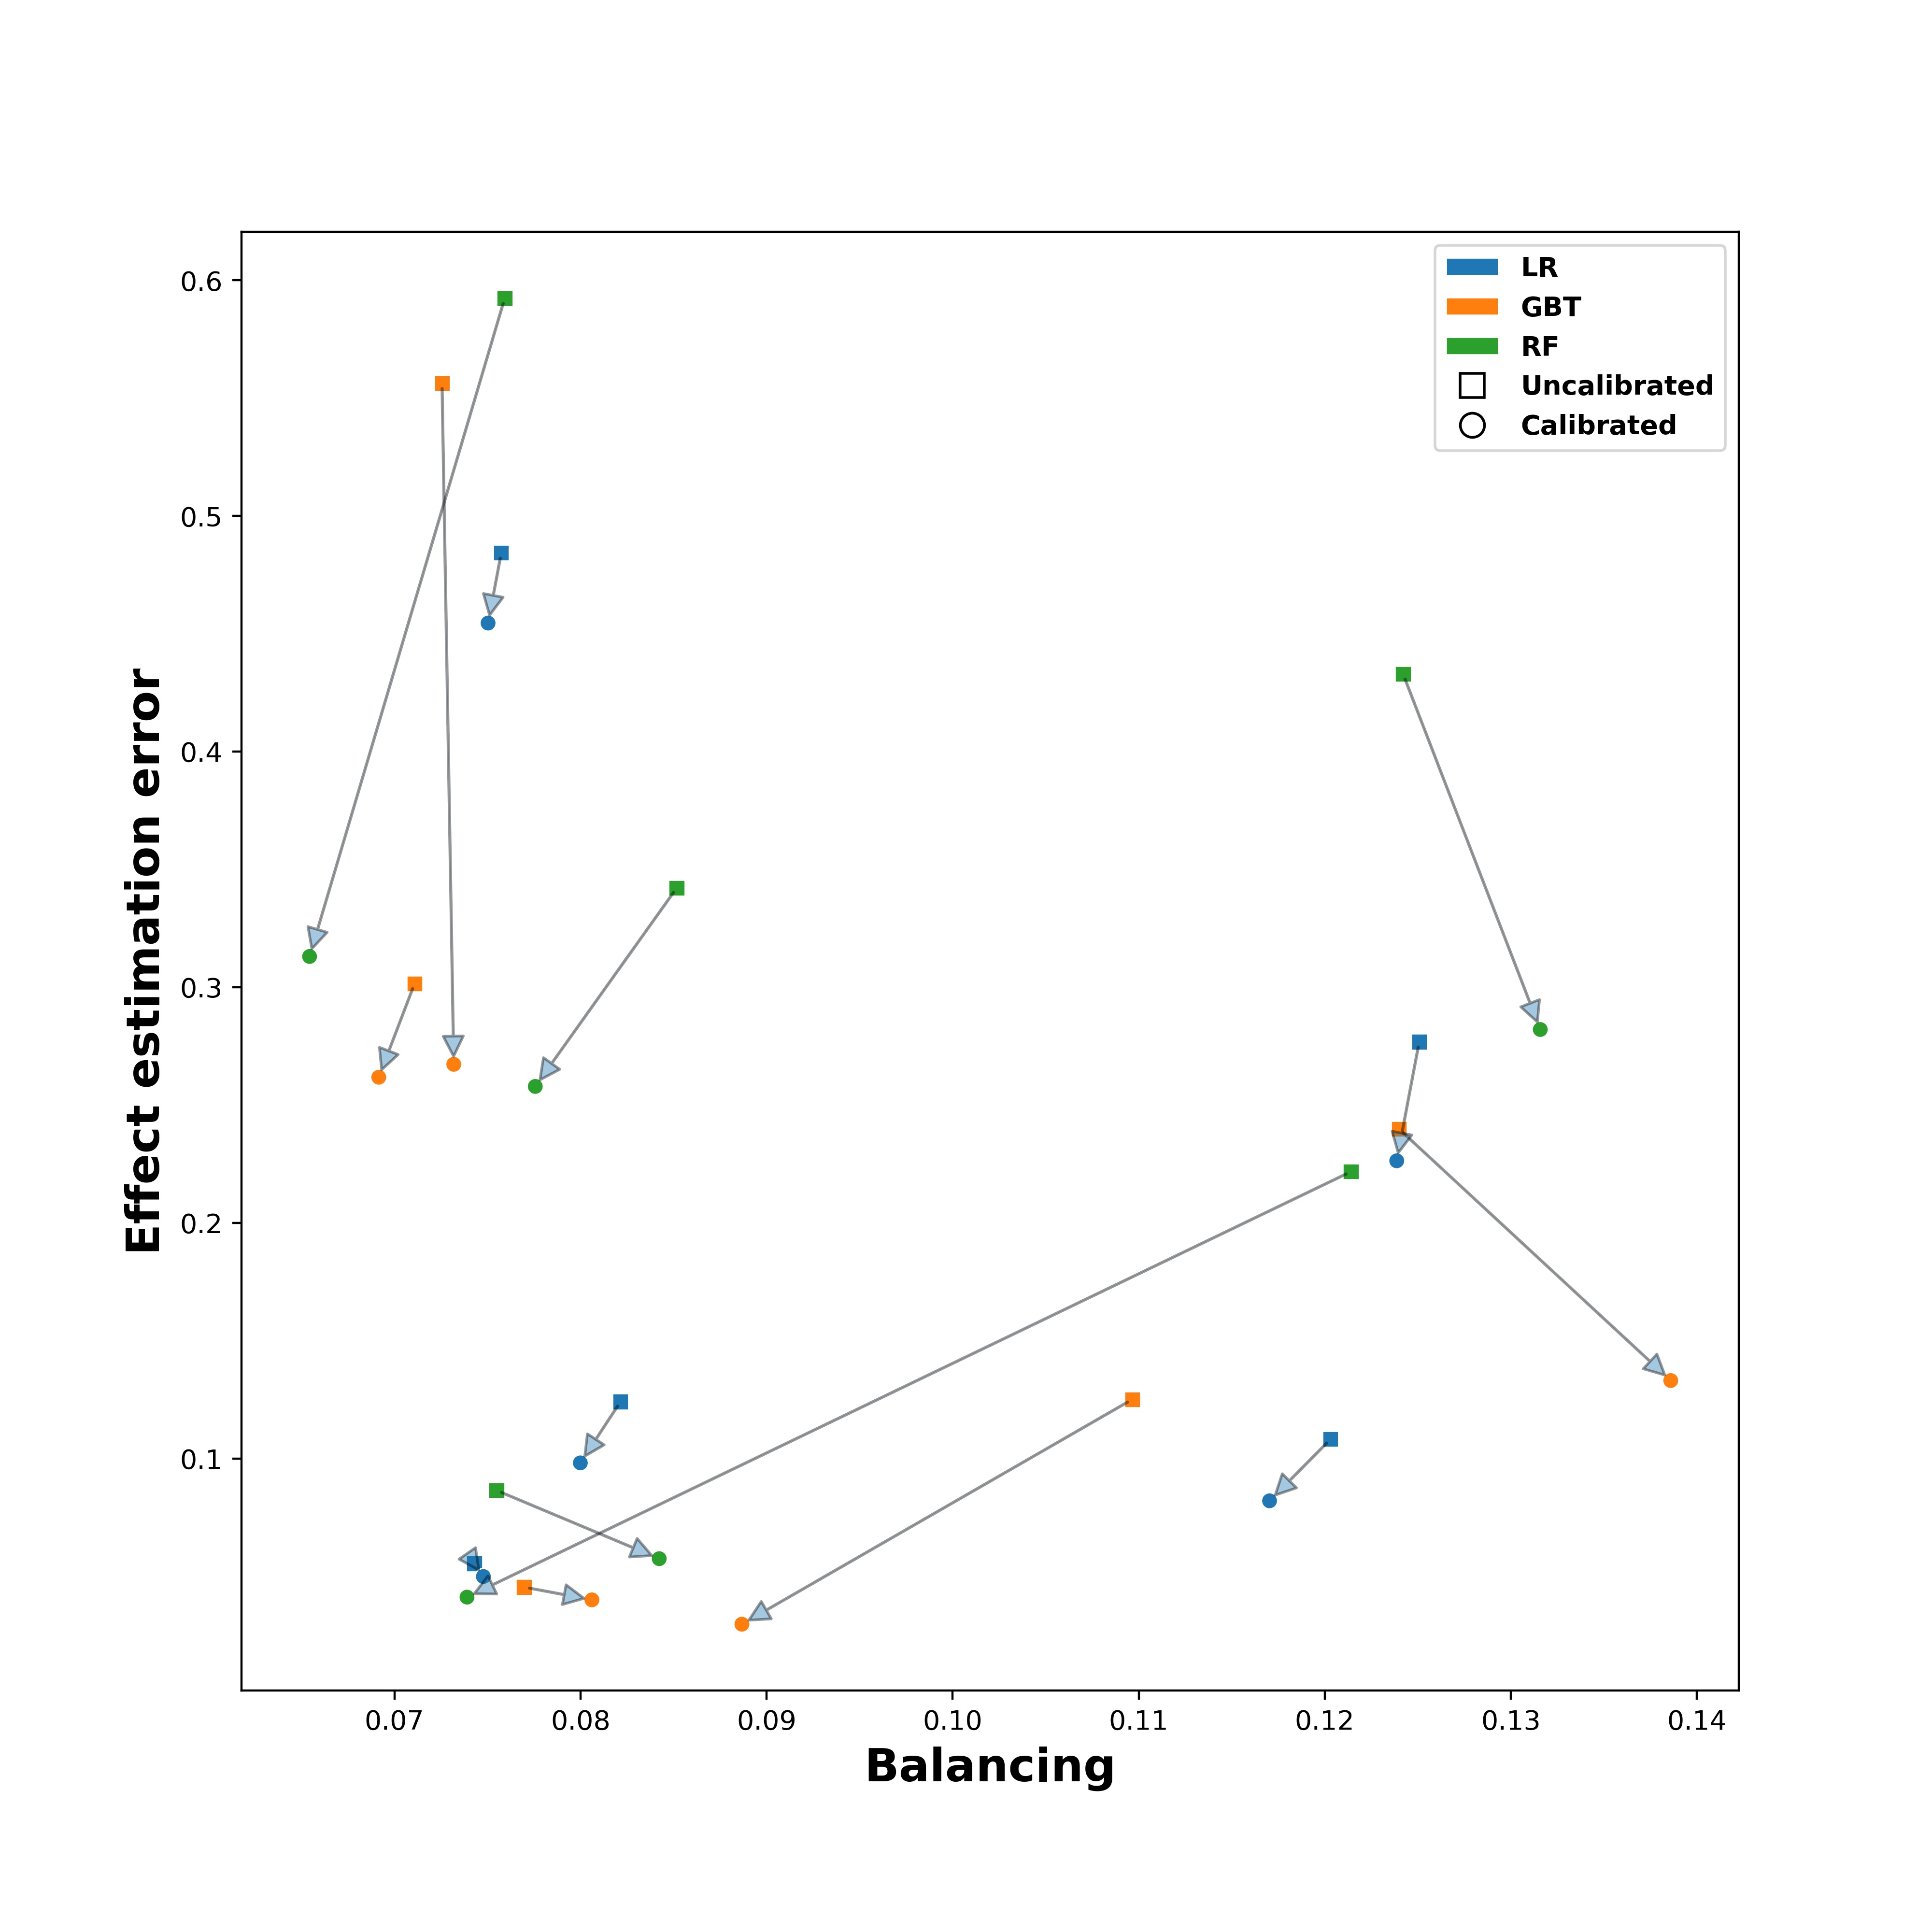 LR
GBT
RF
Uncalibrated
Calibrated
0.6
0.5
0.4
0.3
0.2
0.1
Effect estimation error
0.07 0.08 0.09 0.10 0.11 0.12 0.13 0.14
Balancing